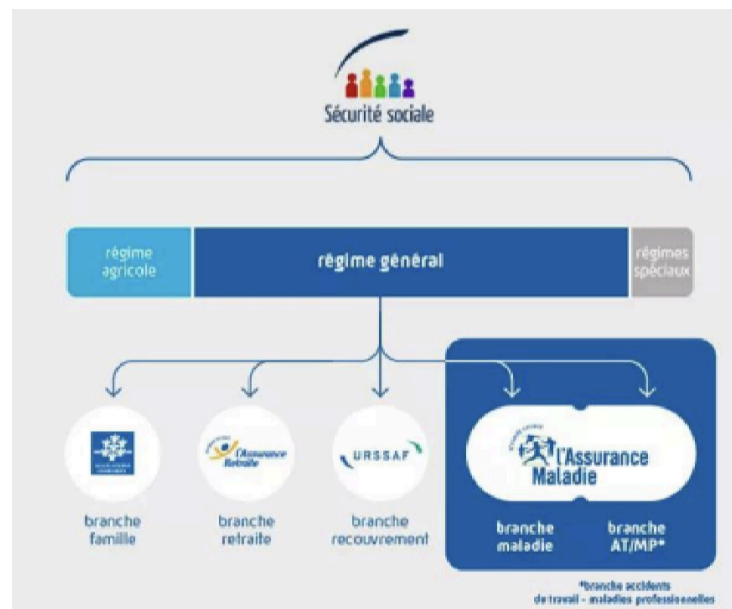 Sécurité sociale
régime
agricole
régime général
régimes
spéciaux
l'Assurance
Retraite
URSSAF
l'Assurance
Maladie
branche
famille
branche
retraite
branche
recouvrement
branche
maladie
branche
AT/MP*
*branche accidents
de travail - maladies professionnelles